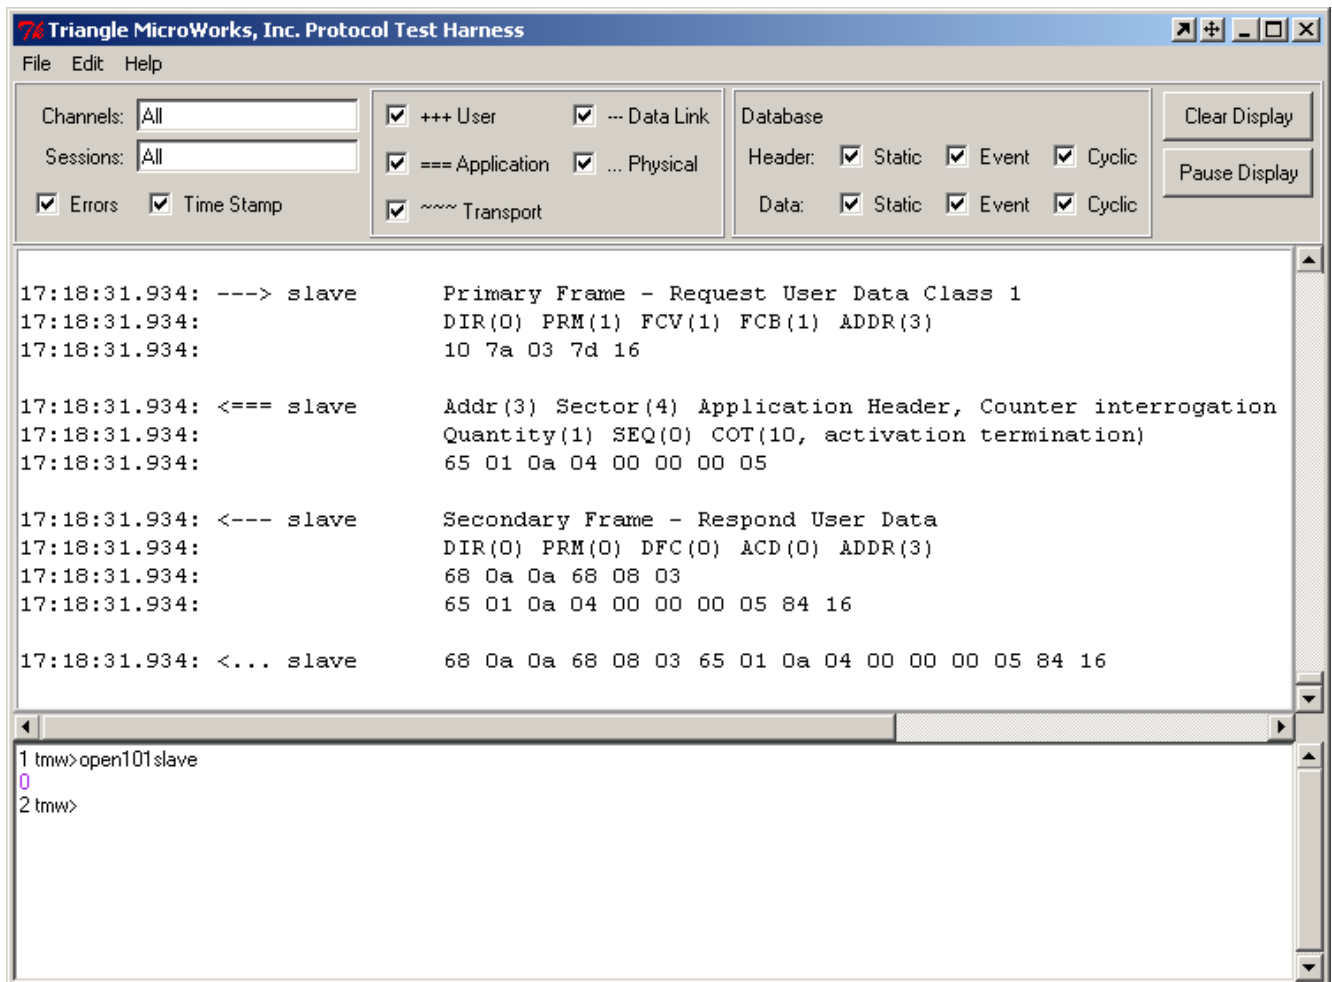 Triangle MicroWorks, Inc. Protocol Test Harness
File Edit Help
Channels: All
Sessions: All
Errors Time Stamp
+++ User --- Data Link
=== Application ... Physical
~~~ Transport
Database
Header: Static Event Cyclic
Data: Static Event Cyclic
Clear Display
Pause Display
17:18:31.934: ---> slave Primary Frame - Request User Data Class 1
17:18:31.934: DIR(0) PRM(1) FCV(1) FCB(1) ADDR(3)
17:18:31.934: 10 7a 03 7d 16
17:18:31.934: <=== slave Addr(3) Sector(4) Application Header, Counter interrogation
17:18:31.934: Quantity(1) SEQ(0) COT(10, activation termination)
17:18:31.934: 65 01 0a 04 00 00 00 05
17:18:31.934: <--- slave Secondary Frame - Respond User Data
17:18:31.934: DIR(0) PRM(0) DFC(0) ACD(0) ADDR(3)
17:18:31.934: 68 0a 0a 68 08 03
17:18:31.934: 65 01 0a 04 00 00 00 05 84 16
17:18:31.934: <... slave 68 0a 0a 68 08 03 65 01 0a 04 00 00 00 05 84 16
1 tmw>open101slave
0
2 tmw>